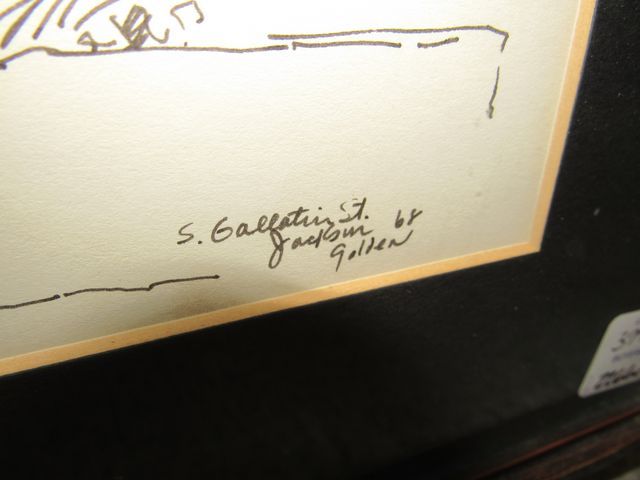 S. Gallatin St.
Jackson 68
Golden